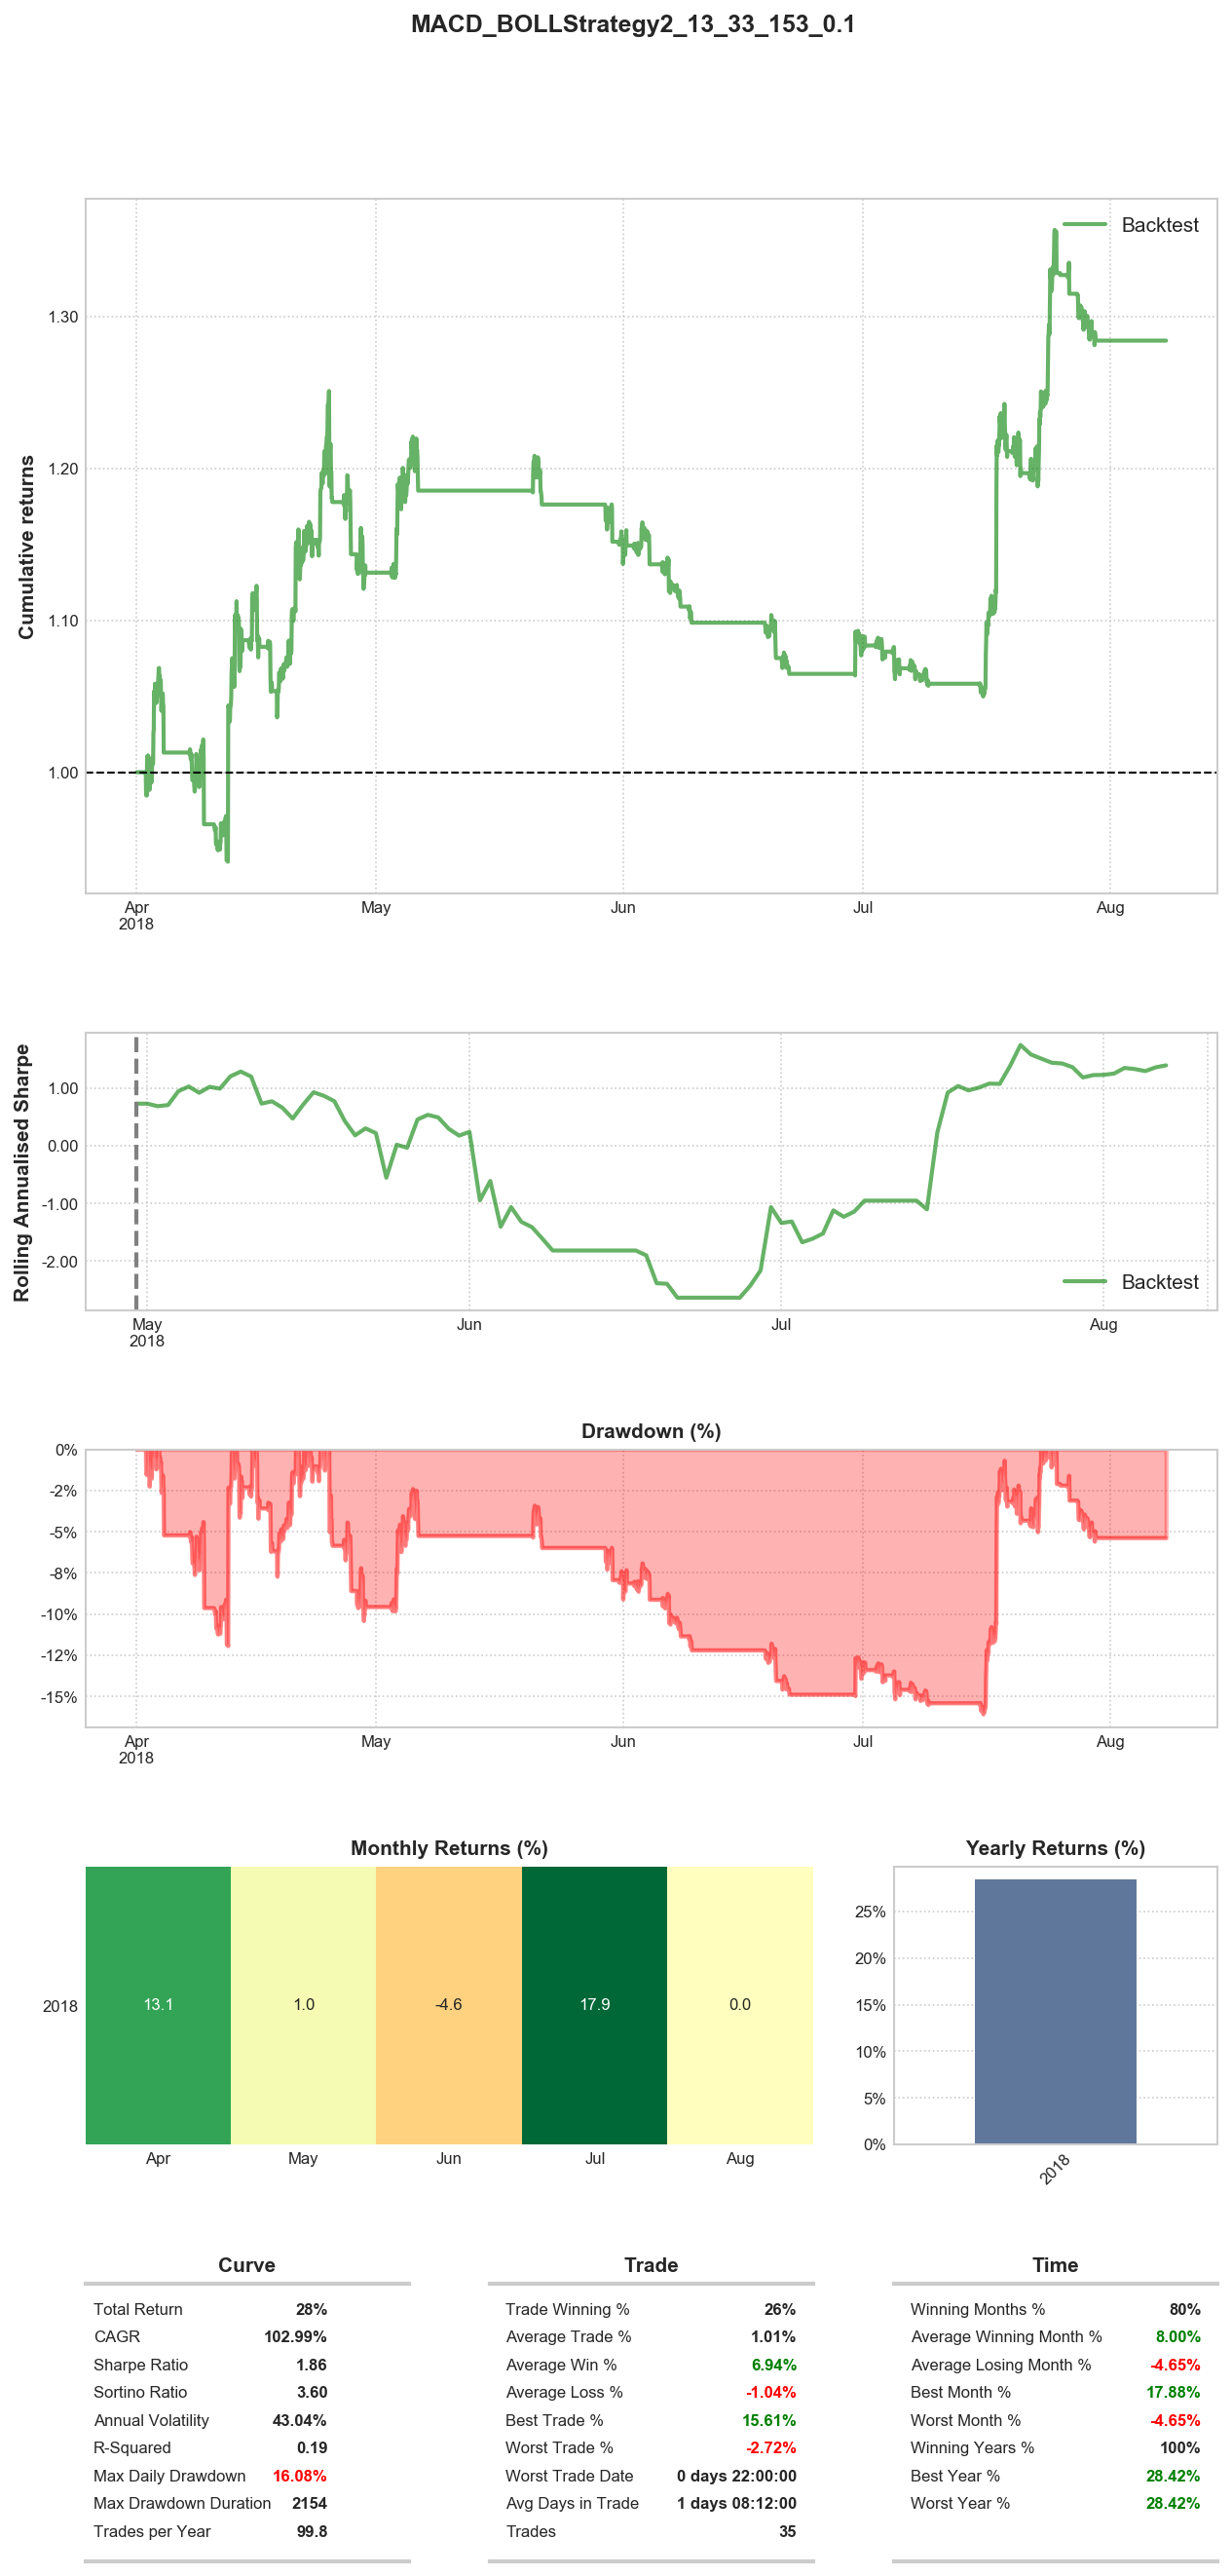 MACD_BOLLStrategy2_13_33_153_0.1
Cumulative returns
Backtest
1.30
1.20
1.10
1.00
Apr
2018
May
Jun
Jul
Aug
Rolling Annualised Sharpe
1.00
0.00
-1.00
-2.00
Backtest
May
2018
Jun
Jul
Aug
Drawdown (%)
0%
-2%
-5%
-8%
-10%
-12%
-15%
Apr
2018
May
Jun
Jul
Aug
Monthly Returns (%)
2018
13.1
1.0
-4.6
17.9
0.0
Apr
May
Jun
Jul
Aug
Yearly Returns (%)
25%
20%
15%
10%
5%
0%
2018
Curve
Total Return 28%
CAGR 102.99%
Sharpe Ratio 1.86
Sortino Ratio 3.60
Annual Volatility 43.04%
R-Squared 0.19
Max Daily Drawdown 16.08%
Max Drawdown Duration 2154
Trades per Year 99.8
Trade
Trade Winning % 26%
Average Trade % 1.01%
Average Win % 6.94%
Average Loss % -1.04%
Best Trade % 15.61%
Worst Trade % -2.72%
Worst Trade Date 0 days 22:00:00
Avg Days in Trade 1 days 08:12:00
Trades 35
Time
Winning Months % 80%
Average Winning Month % 8.00%
Average Losing Month % -4.65%
Best Month % 17.88%
Worst Month % -4.65%
Winning Years % 100%
Best Year % 28.42%
Worst Year % 28.42%